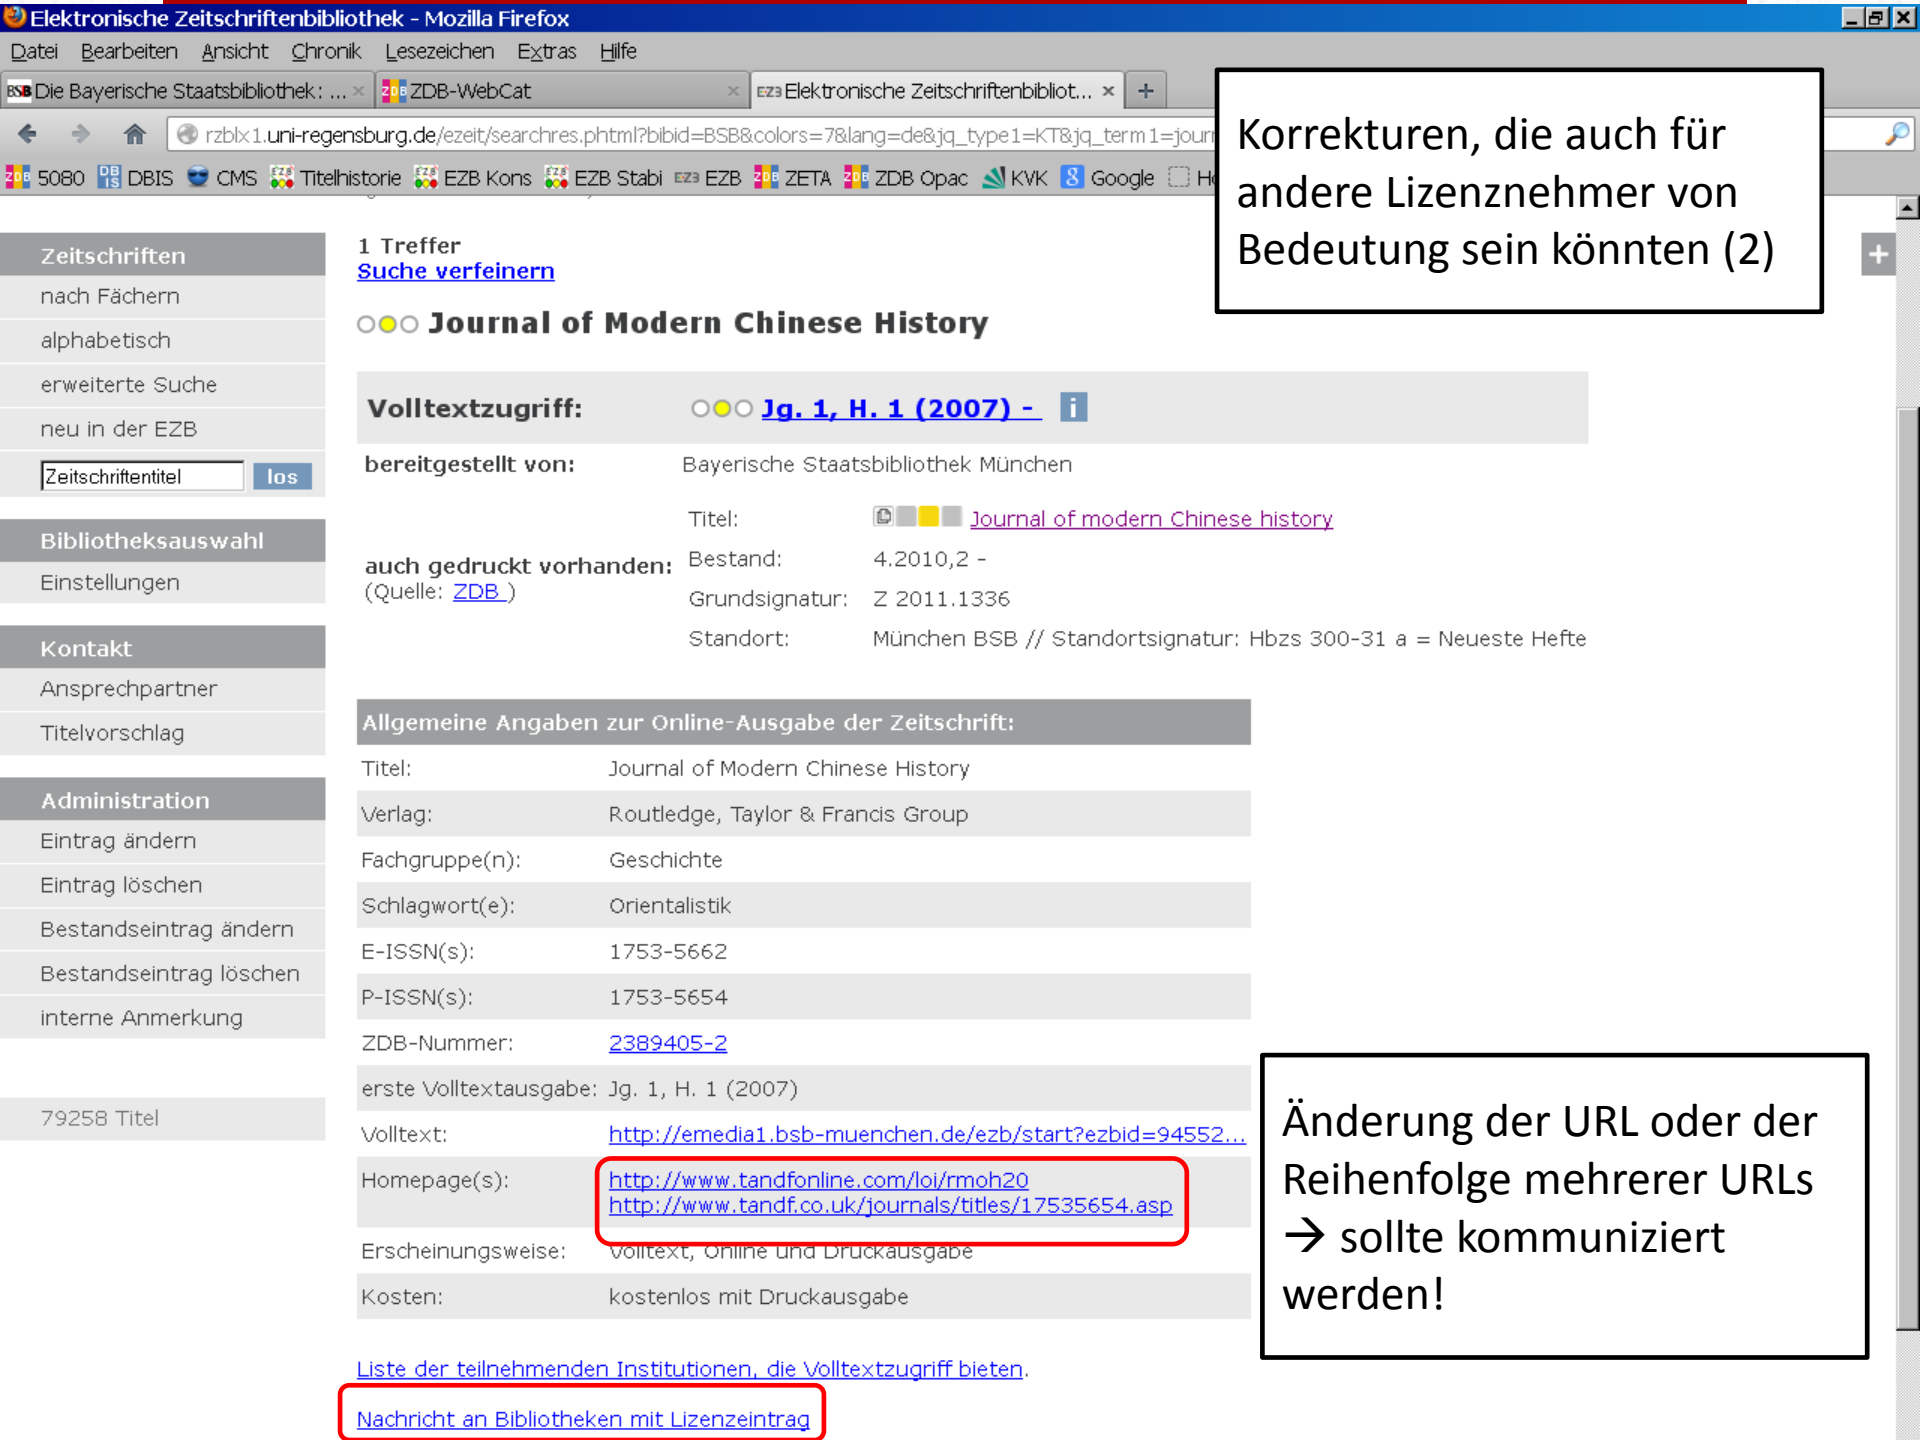 Elektronische Zeitschriftenbibliothek - Mozilla Firefox
Datei Bearbeiten Ansicht Chronik Lesezeichen Extras Hilfe
BSB Die Bayerische Staatsbibliothek: ... × ZDB ZDB-WebCat × EZB Elektronische Zeitschriftenbibliot... × +
rzblx1.uni-regensburg.de/ezeit/searchres.phtml?bibid=BSB&colors=7&lang=de&jq_type1=KT&jq_term1=jour
5080 DBIS CMS Titelhistorie EZB Kons EZB Stabi EZB ZETA ZDB Opac KVK Google
Korrekturen, die auch für
andere Lizenznehmer von
Bedeutung sein könnten (2)
Zeitschriften
nach Fächern
alphabetisch
erweiterte Suche
neu in der EZB
Zeitschriftentitel los
Bibliotheksauswahl
Einstellungen
Kontakt
Ansprechpartner
Titelvorschlag
Administration
Eintrag ändern
Eintrag löschen
Bestandseintrag ändern
Bestandseintrag löschen
interne Anmerkung
79258 Titel
1 Treffer
Suche verfeinern
Journal of Modern Chinese History
Volltextzugriff: Jg. 1, H. 1 (2007) - i
bereitgestellt von: Bayerische Staatsbibliothek München
auch gedruckt vorhanden:
(Quelle: ZDB )
Titel: Journal of modern Chinese history
Bestand: 4.2010,2 -
Grundsignatur: Z 2011.1336
Standort: München BSB // Standortsignatur: Hbzs 300-31 a = Neueste Hefte
Allgemeine Angaben zur Online-Ausgabe der Zeitschrift:
Titel: Journal of Modern Chinese History
Verlag: Routledge, Taylor & Francis Group
Fachgruppe(n): Geschichte
Schlagwort(e): Orientalistik
E-ISSN(s): 1753-5662
P-ISSN(s): 1753-5654
ZDB-Nummer: 2389405-2
erste Volltextausgabe: Jg. 1, H. 1 (2007)
Volltext: http://emedia1.bsb-muenchen.de/ezb/start?ezbid=94552...
Homepage(s): http://www.tandfonline.com/loi/rmoh20
http://www.tandf.co.uk/journals/titles/17535654.asp
Erscheinungsweise: Volltext, Online und Druckausgabe
Kosten: kostenlos mit Druckausgabe
Liste der teilnehmenden Institutionen, die Volltextzugriff bieten.
Nachricht an Bibliotheken mit Lizenzeintrag
Änderung der URL oder der
Reihenfolge mehrerer URLs
→ sollte kommuniziert
werden!